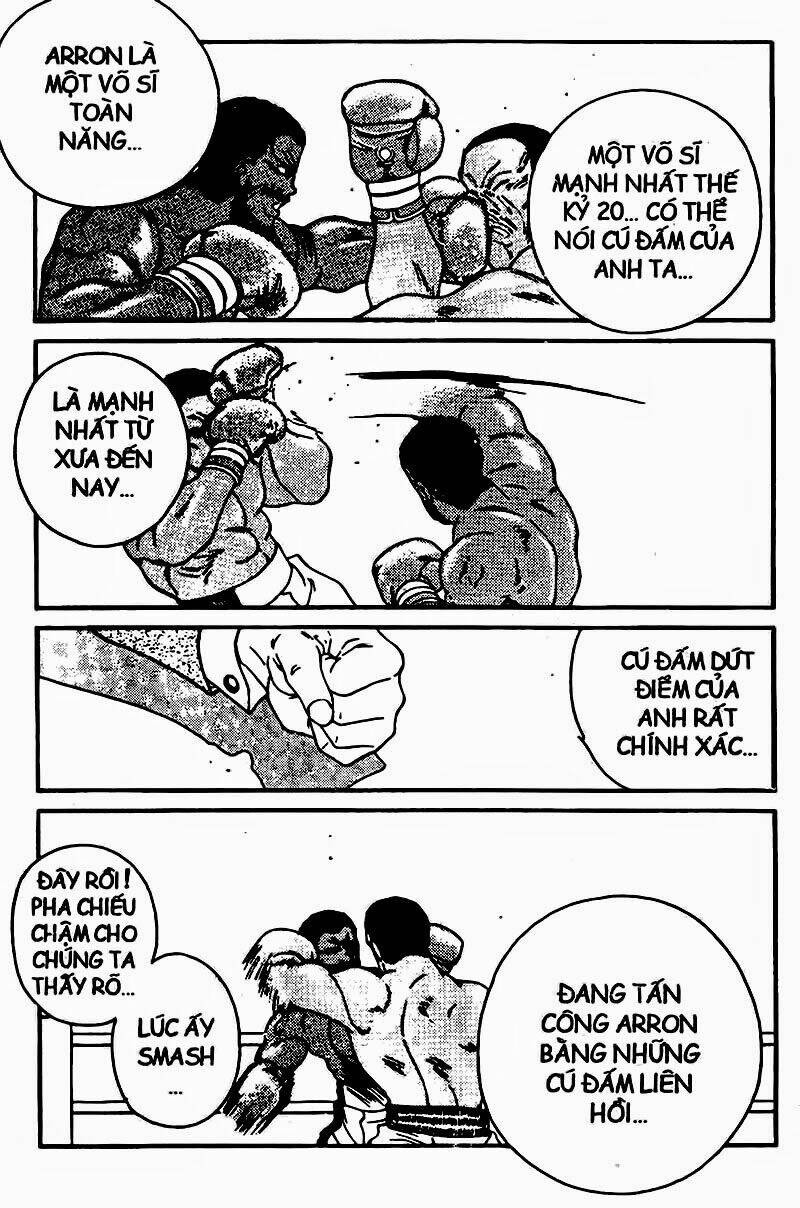 ARRON LÀ
MỘT VÕ SĨ
TOÀN
NĂNG...
MỘT VÕ SĨ
MẠNH NHẤT THẾ
KỶ 20... CÓ THỂ
NÓI CÚ ĐẤM CỦA
ANH TA...
LÀ MẠNH
NHẤT TỪ
XƯA ĐẾN
NAY...
CÚ ĐẤM DỨT
ĐIỂM CỦA
ANH RẤT
CHÍNH XÁC...
ĐÂY RỒI!
PHA CHIẾU
CHẬM CHO
CHÚNG TA
THẤY RÕ...
LÚC ẤY
SMASH
...
ĐANG TẤN
CÔNG ARRON
BÀNG NHỮNG
CÚ ĐẤM LIÊN
HỒI...